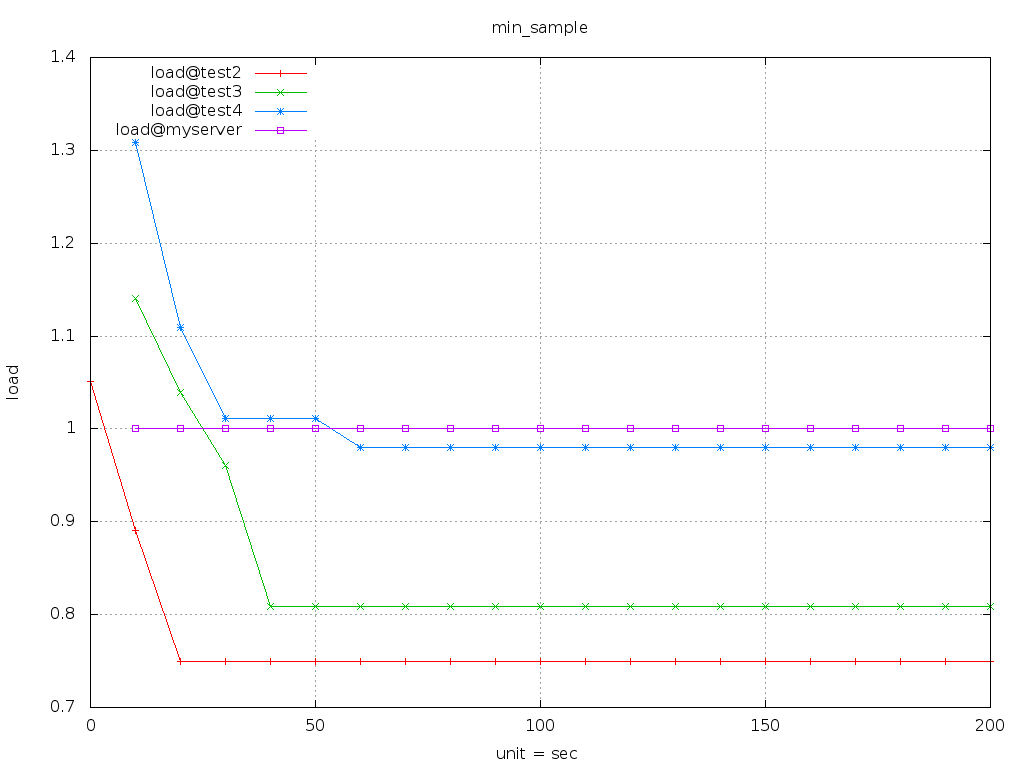 min_sample
1.4
load@test2
load@test3
load@test4
load@myserver
1.3
1.2
1.1
load
1
0.9
0.8
0.7
0 50 100 150 200
unit = sec